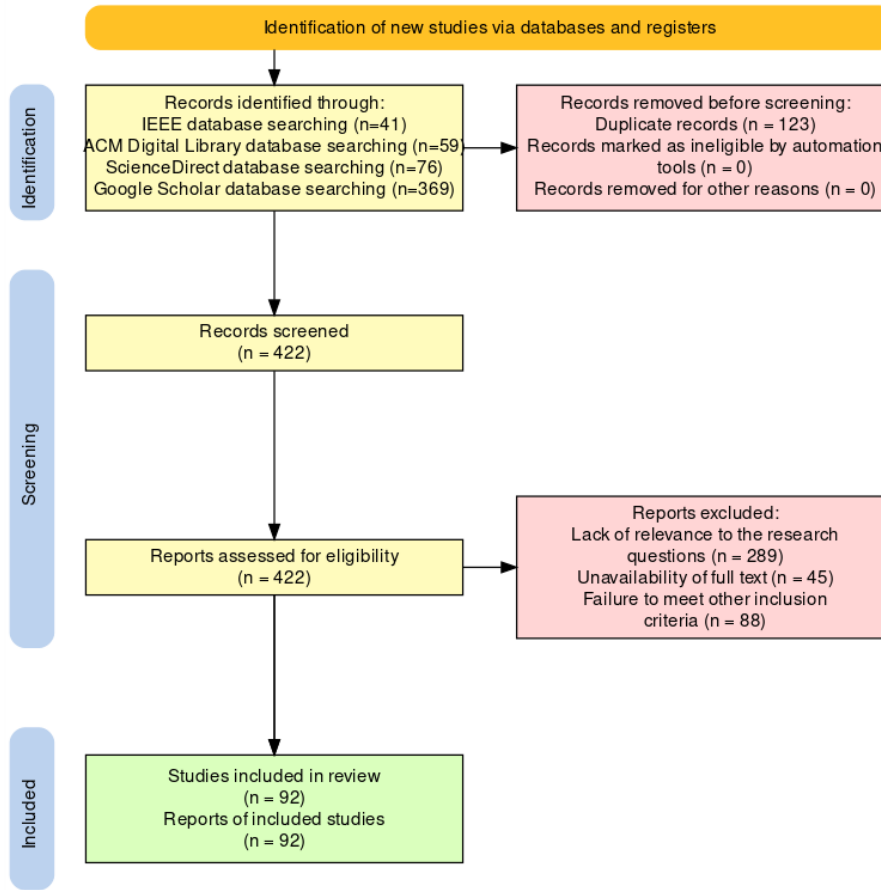 Identification of new studies via databases and registers
Identification
Records identified through:
IEEE database searching (n=41)
ACM Digital Library database searching (n=59)
ScienceDirect database searching (n=76)
Google Scholar database searching (n=369)
Records removed before screening:
Duplicate records (n = 123)
Records marked as ineligible by automation
tools (n = 0)
Records removed for other reasons (n = 0)
Screening
Records screened
(n = 422)
Reports assessed for eligibility
(n = 422)
Reports excluded:
Lack of relevance to the research
questions (n = 289)
Unavailability of full text (n = 45)
Failure to meet other inclusion
criteria (n = 88)
Included
Studies included in review
(n = 92)
Reports of included studies
(n = 92)